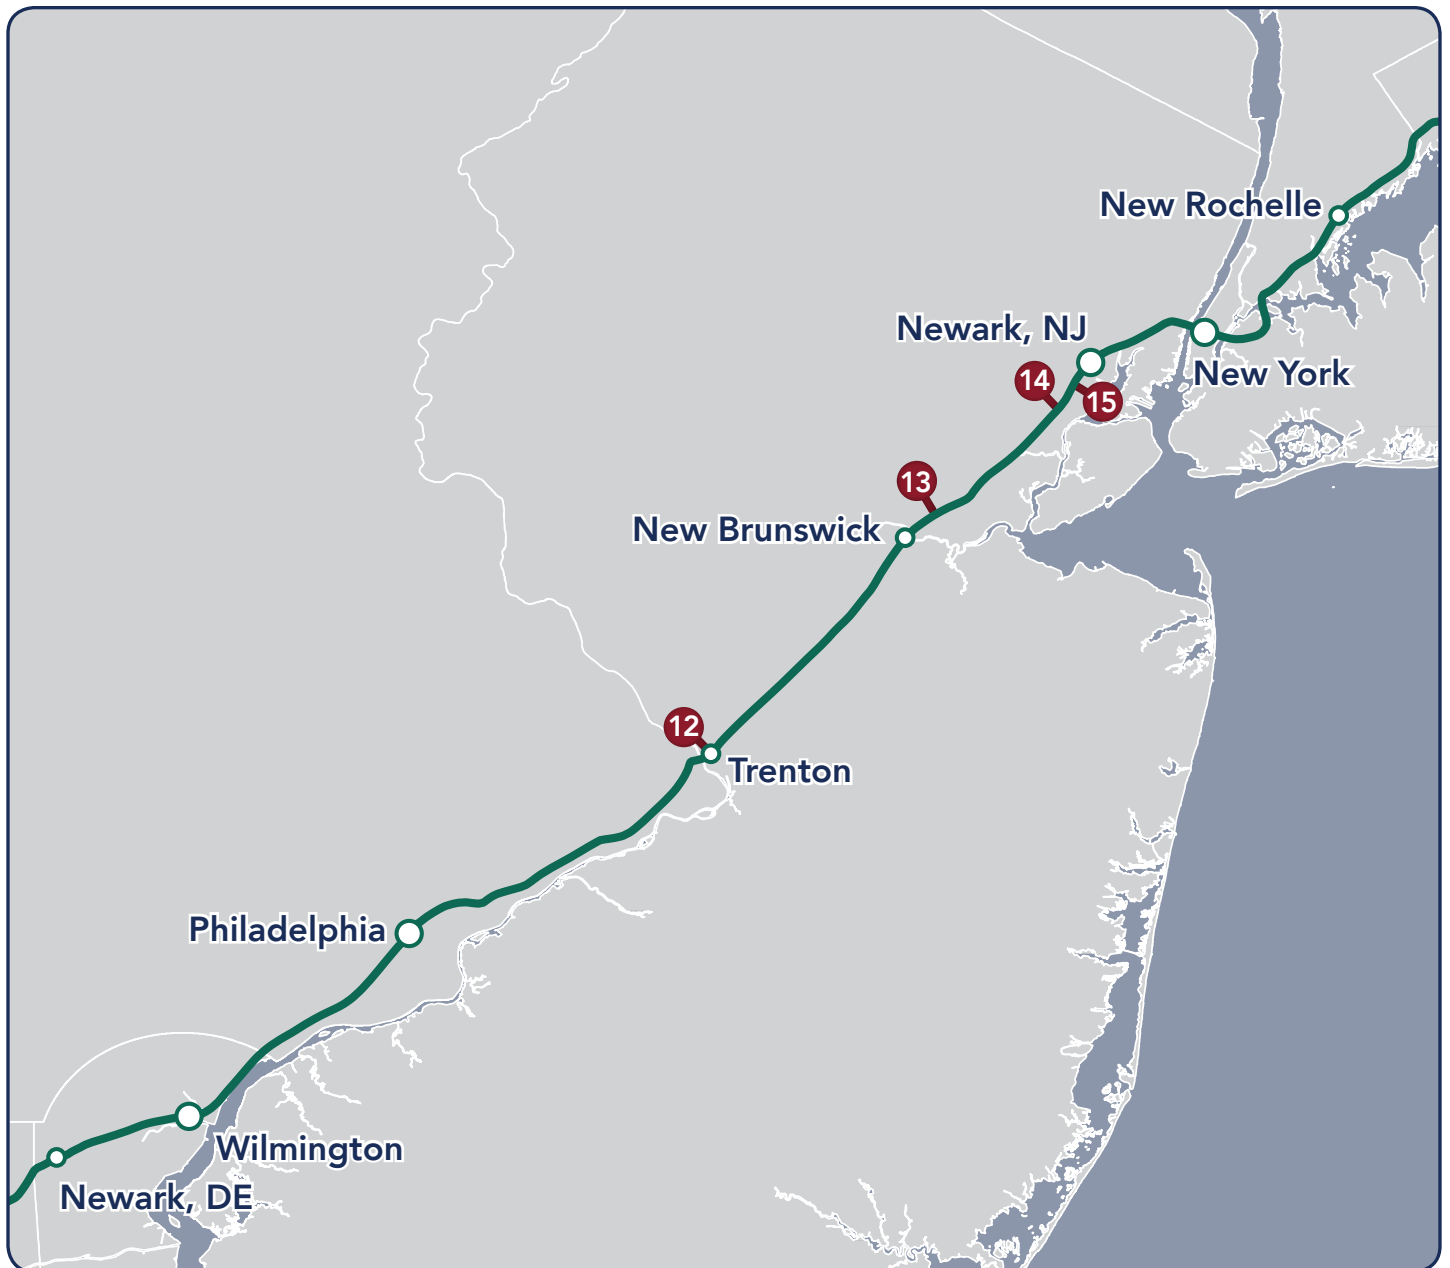 New Rochelle
Newark, NJ
New York
14
15
13
New Brunswick
12
Trenton
Philadelphia
Wilmington
Newark, DE